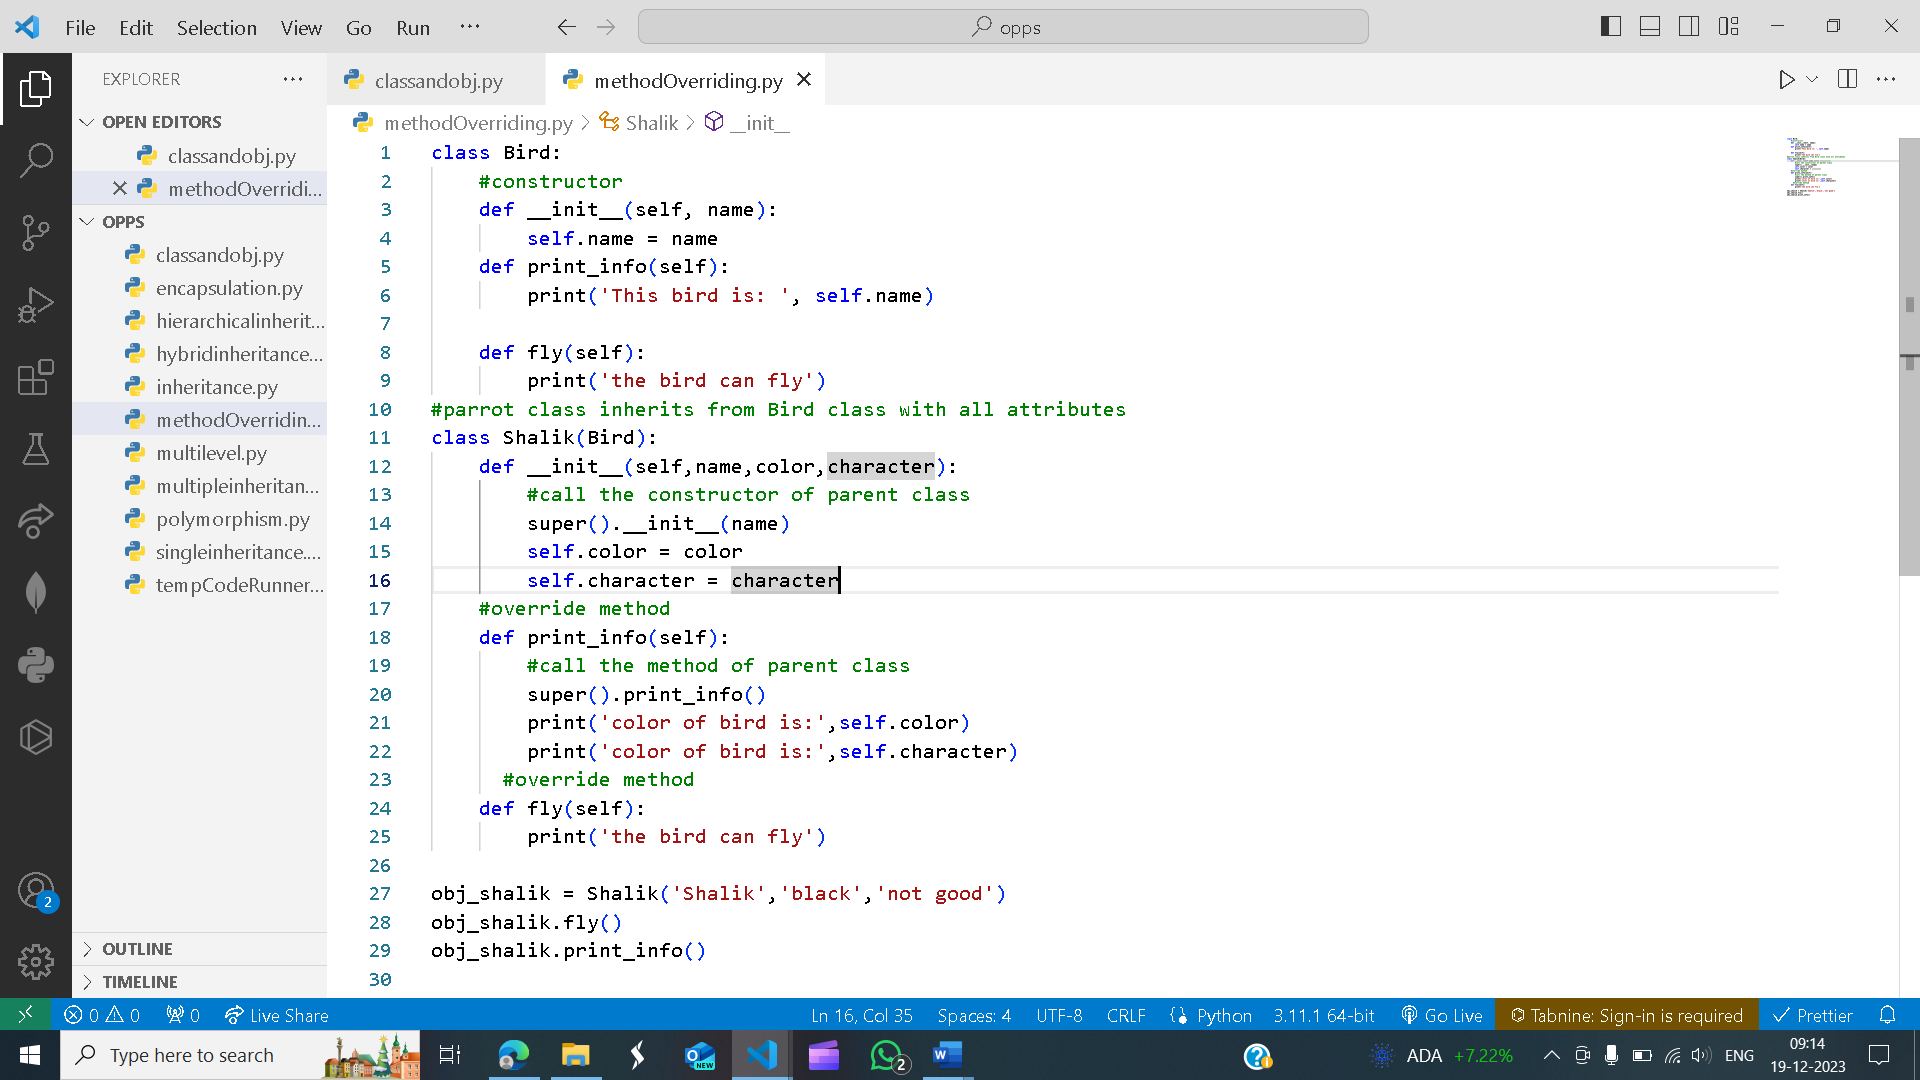 File Edit Selection View Go Run ··· opps
EXPLORER ···
OPEN EDITORS
classandobj.py
methodOverridi...
OPPS
classandobj.py
encapsulation.py
hierarchicalinherit...
hybridinheritance...
inheritance.py
methodOverridin...
multilevel.py
multipleinheritan...
polymorphism.py
singleinheritance....
tempCodeRunner...
OUTLINE
TIMELINE
2
classandobj.py methodOverriding.py
methodOverriding.py > Shalik > __init__
1 class Bird:
2     #constructor
3     def __init__(self, name):
4         self.name = name
5     def print_info(self):
6         print('This bird is: ', self.name)
7
8     def fly(self):
9         print('the bird can fly')
10 #parrot class inherits from Bird class with all attributes
11 class Shalik(Bird):
12     def __init__(self,name,color,character):
13         #call the constructor of parent class
14         super().__init__(name)
15         self.color = color
16         self.character = character
17     #override method
18     def print_info(self):
19         #call the method of parent class
20         super().print_info()
21         print('color of bird is:',self.color)
22         print('color of bird is:',self.character)
23       #override method
24     def fly(self):
25         print('the bird can fly')
26
27 obj_shalik = Shalik('Shalik','black','not good')
28 obj_shalik.fly()
29 obj_shalik.print_info()
30
0 0 0 Live Share Ln 16, Col 35 Spaces: 4 UTF-8 CRLF Python 3.11.1 64-bit Go Live Tabnine: Sign-in is required Prettier
Type here to search NEW 2 W ADA +7.22% ENG 09:14
19-12-2023